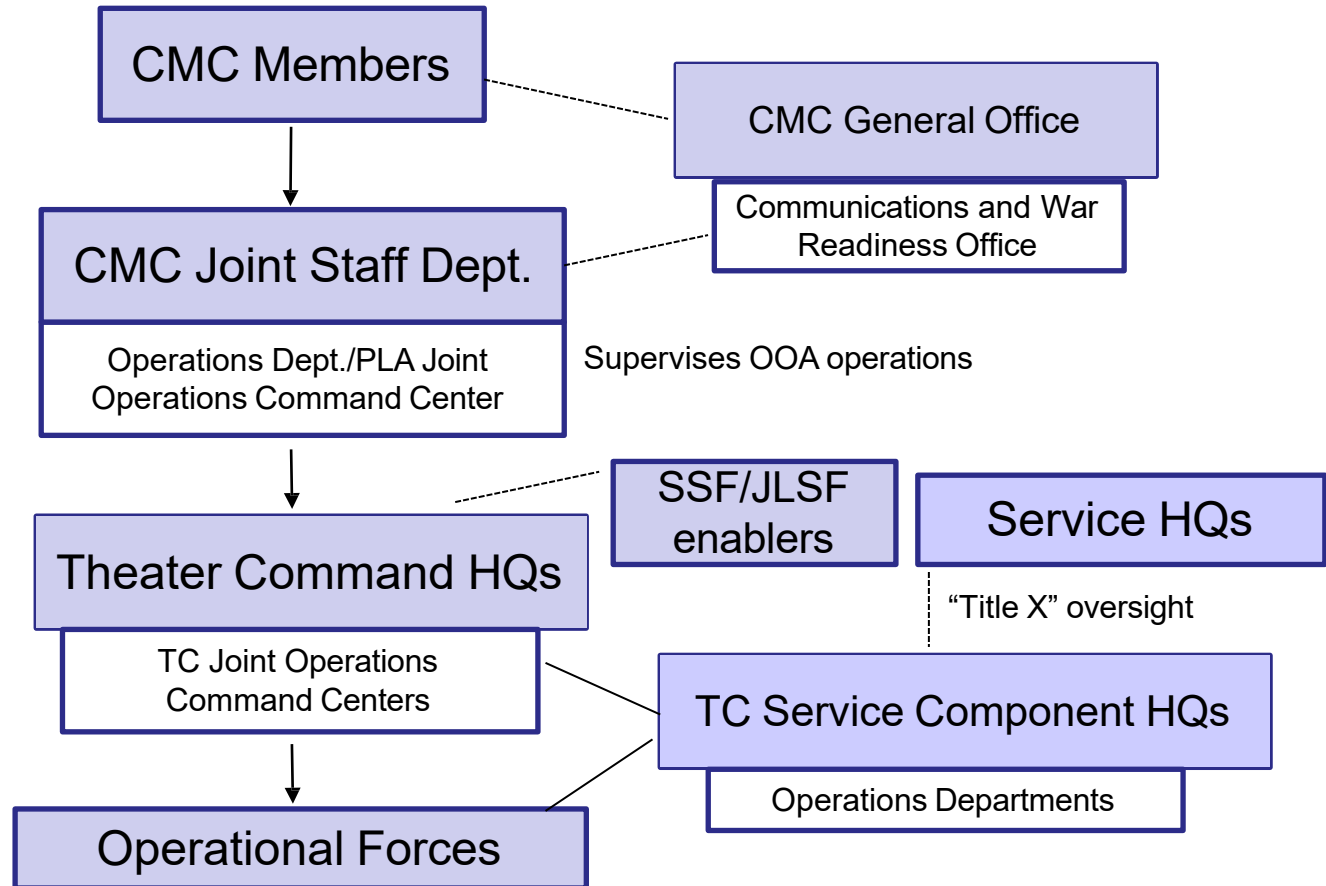 CMC Members
CMC General Office
Communications and War
Readiness Office
CMC Joint Staff Dept.
Operations Dept./PLA Joint
Operations Command Center
Supervises OOA operations
SSF/JLSF
enablers
Service HQs
Theater Command HQs
“Title X” oversight
TC Joint Operations
Command Centers
TC Service Component HQs
Operations Departments
Operational Forces